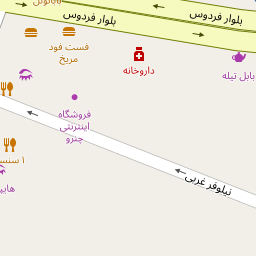 بلوار فردوس
بلوار فردوس
فست فود
مریخ
داروخانه
بابل تیله
فروشگاه
اینترنتی
چنزو
نیلوفر غربی